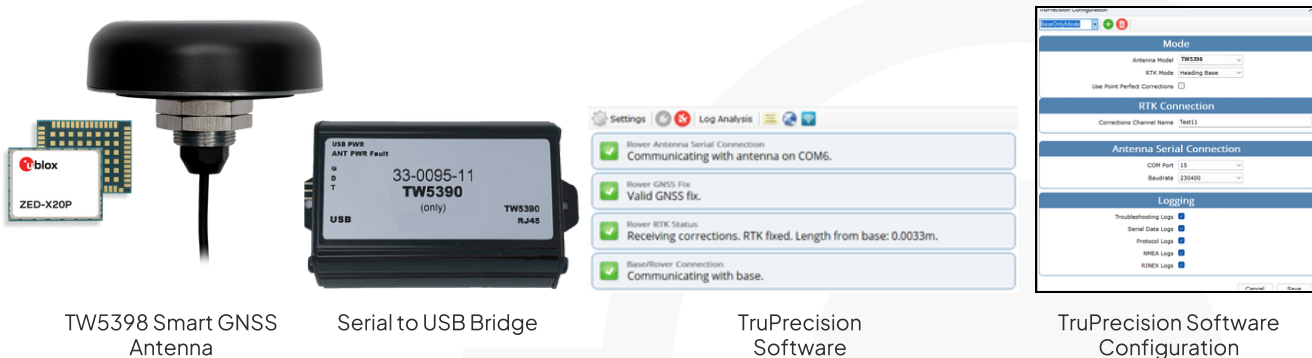 ublox
ZED-X20P
TW5398 Smart GNSS
Antenna
USB PWR
ANT PWR Fault
G
D
T
33-0095-11
TW5390
(only)
USB
TW5390
RJ45
Serial to USB Bridge
Settings
Log Analysis
Rover Antenna Serial Connection
Communicating with antenna on COM6.
Rover GNSS Fix
Valid GNSS fix.
Rover RTK Status
Receiving corrections. RTK fixed. Length from base: 0.0033m.
Base/Rover Connection
Communicating with base.
TruPrecision
Software
TruPrecision Configuration
BaseOnlyMode
Mode
Antenna Model TW5398
RTK Mode Heading Base
Use Point Perfect Corrections
RTK Connection
Corrections Channel Name Test11
Antenna Serial Connection
COM Port 15
Baudrate 230400
Logging
Troubleshooting Logs
Serial Data Logs
Protocol Logs
NMEA Logs
RINEX Logs
Cancel Save
TruPrecision Software
Configuration